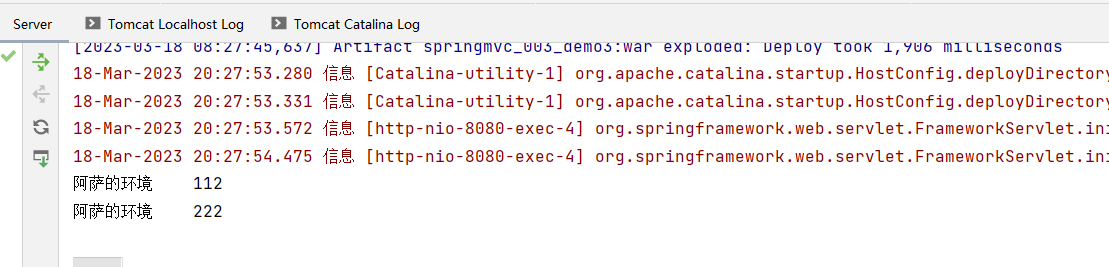 Server Tomcat Localhost Log Tomcat Catalina Log
[2023-03-18 08:27:45,637] Artifact springmvc_003_demo3:war exploded: Deploy took 1,906 milliseconds
18-Mar-2023 20:27:53.280 信息 [Catalina-utility-1] org.apache.catalina.startup.HostConfig.deployDirectory
18-Mar-2023 20:27:53.331 信息 [Catalina-utility-1] org.apache.catalina.startup.HostConfig.deployDirectory
18-Mar-2023 20:27:53.572 信息 [http-nio-8080-exec-4] org.springframework.web.servlet.FrameworkServlet.ini
18-Mar-2023 20:27:54.475 信息 [http-nio-8080-exec-4] org.springframework.web.servlet.FrameworkServlet.ini
阿萨的环境 112
阿萨的环境 222